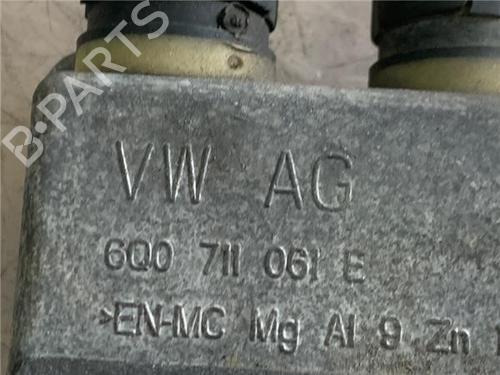 B-PARTS
VW AG
6Q0 711 061 E
>EN-MC Mg Al 9 Zn